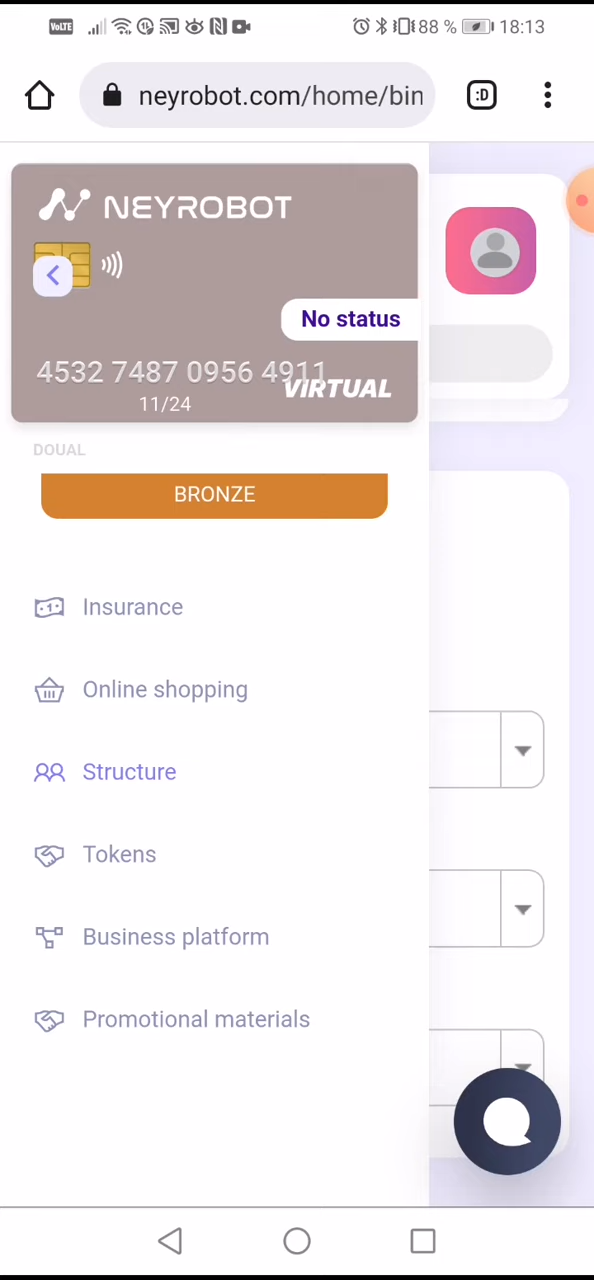 VoLTE 88 % 18:13
neyrobot.com/home/bin :D
NEYROBOT
No status
4532 7487 0956 4911
VIRTUAL
11/24
DOUAL
BRONZE
Insurance
Online shopping
Structure
Tokens
Business platform
Promotional materials